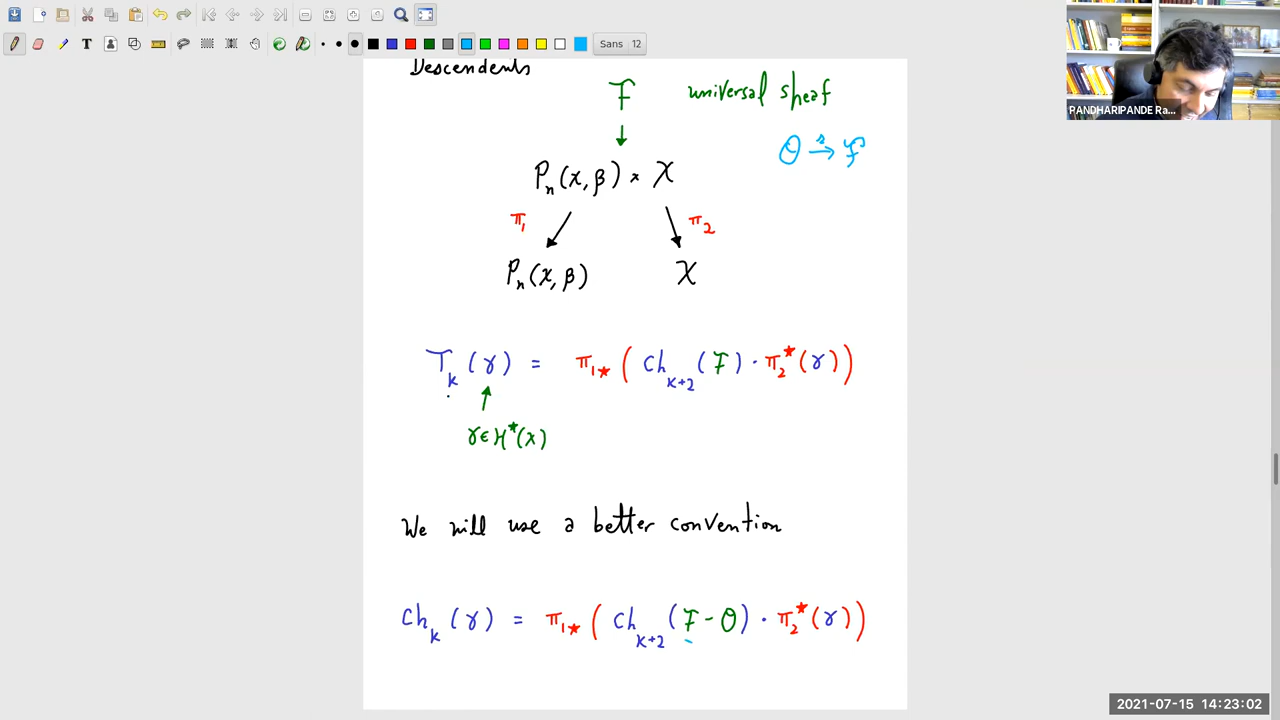 Sans 12
PANDHARIPANDE Ra...
Descendents
F universal sheaf
O →s F
P_n(X, β) × X
π_1 π_2
P_n(X, β) X
τ_k(γ) = π_1⋆(ch_{k+2}(F) · π_2^⋆(γ))
γ ∈ H^⋆(X)
We will use a better convention
ch_k(γ) = π_1⋆(ch_{k+2}(F - O) · π_2^⋆(γ))
2021-07-15 14:23:02